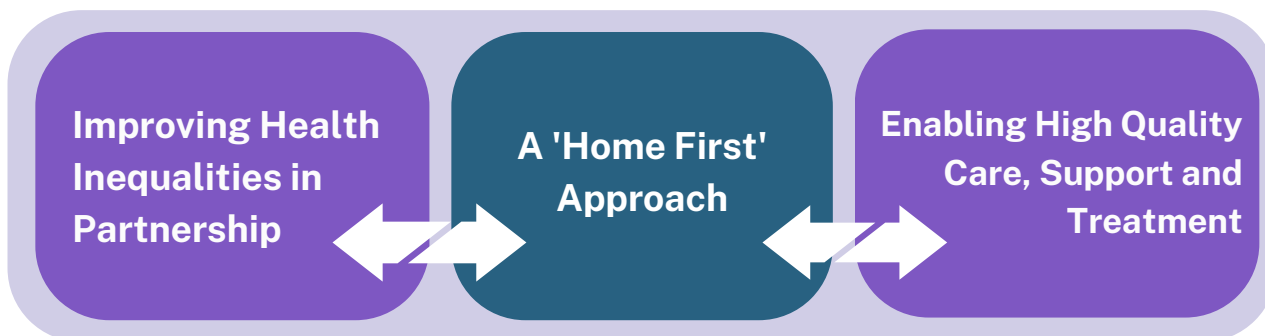 Improving Health
Inequalities in
Partnership
A 'Home First'
Approach
Enabling High Quality
Care, Support and
Treatment